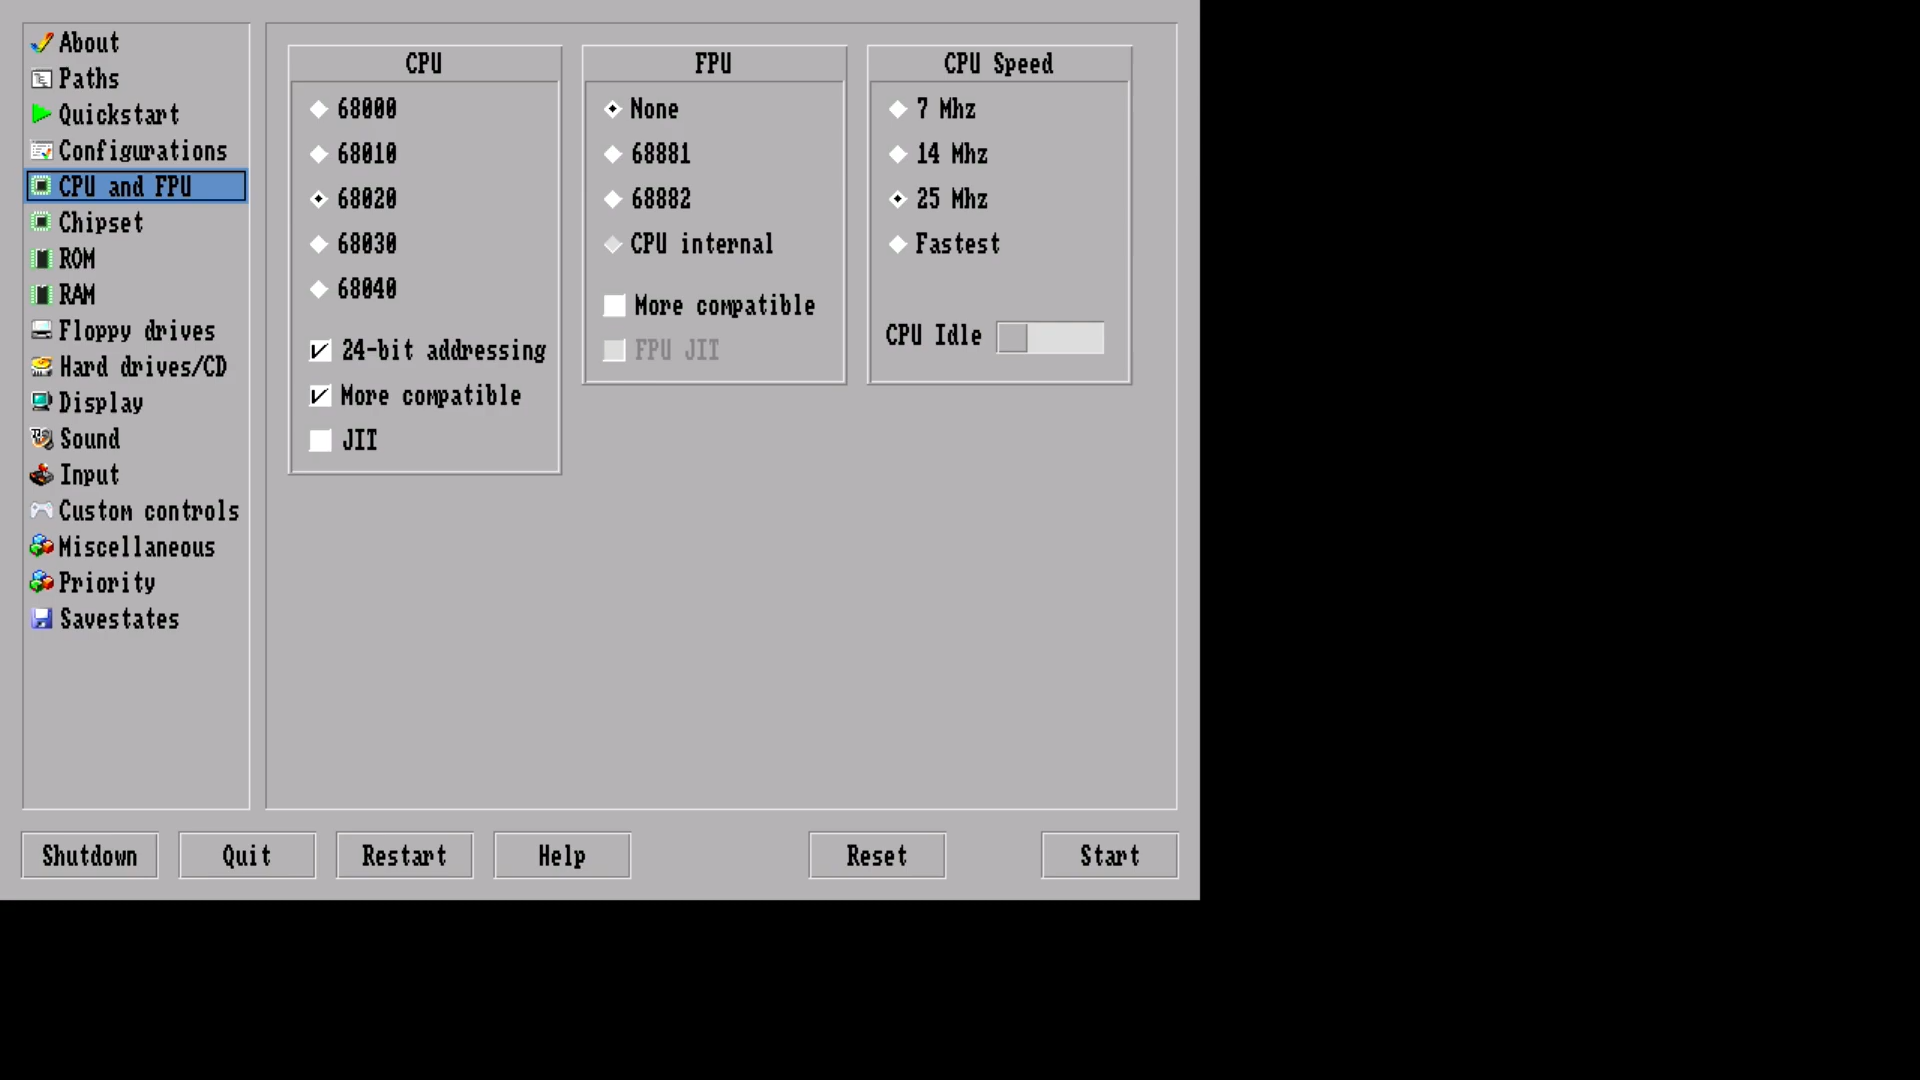 About
Paths
Quickstart
Configurations
CPU and FPU
Chipset
ROM
RAM
Floppy drives
Hard drives/CD
Display
Sound
Input
Custom controls
Miscellaneous
Priority
Savestates
CPU
68000
68010
68020
68030
68040
24-bit addressing
More compatible
JIT
FPU
None
68881
68882
CPU internal
More compatible
FPU JIT
CPU Speed
7 Mhz
14 Mhz
25 Mhz
Fastest
CPU Idle
Shutdown
Quit
Restart
Help
Reset
Start